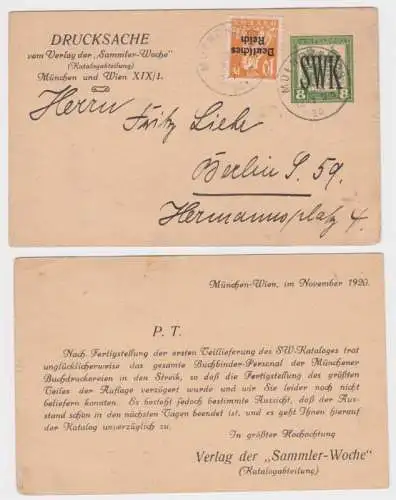 DRUCKSACHE
vom Verlag der „Sammler-Woche"
(Katalogabteilung)
München und Wien XIX/1.
Deutsches
Reich
10
SWK
8
8
Herrn Fritz Liehe
Berlin S. 59.
Hermannsplatz 4.
München-Wien, im November 1920.
P. T.
Nach Fertigstellung der ersten Teillieferung des SW-Kataloges trat
unglücklicherweise das gesamte Buchbinder-Personal der Münchener
Buchdruckereien in den Streik, so daß die Fertigstellung des größten
Teiles der Auflage verzögert wurde und wir Sie leider noch nicht
beliefern konnten. Es besteht jedoch bestimmte Aussicht, daß der Aus-
stand schon in den nächsten Tagen beendet ist, und es geht Ihnen hierauf
der Katalog unverzüglich zu.
In größter Hochachtung
Verlag der „Sammler-Woche"
(Katalogabteilung)